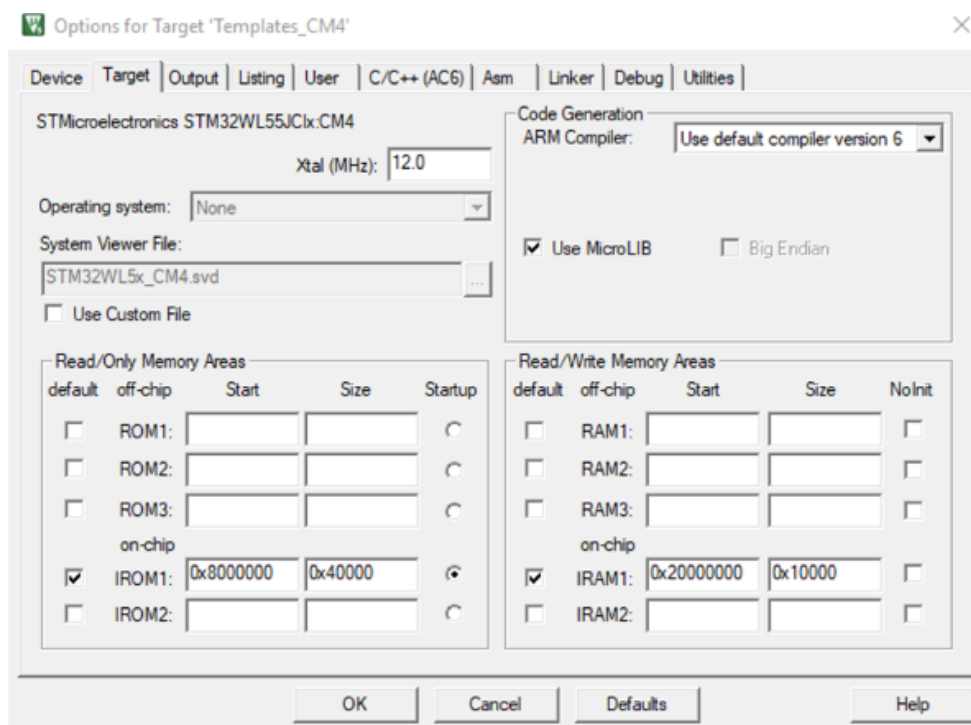 Options for Target 'Templates_CM4'
Device Target Output Listing User C/C++ (AC6) Asm Linker Debug Utilities
STMicroelectronics STM32WL55JCIx:CM4
Xtal (MHz): 12.0
Operating system: None
System Viewer File:
STM32WL5x_CM4.svd ...
Use Custom File
Code Generation
ARM Compiler: Use default compiler version 6
Use MicroLIB Big Endian
Read/Only Memory Areas
default off-chip Start Size Startup
ROM1:
ROM2:
ROM3:
on-chip
IROM1: 0x8000000 0x40000
IROM2:
Read/Write Memory Areas
default off-chip Start Size NoInit
RAM1:
RAM2:
RAM3:
on-chip
IRAM1: 0x20000000 0x10000
IRAM2:
OK Cancel Defaults Help